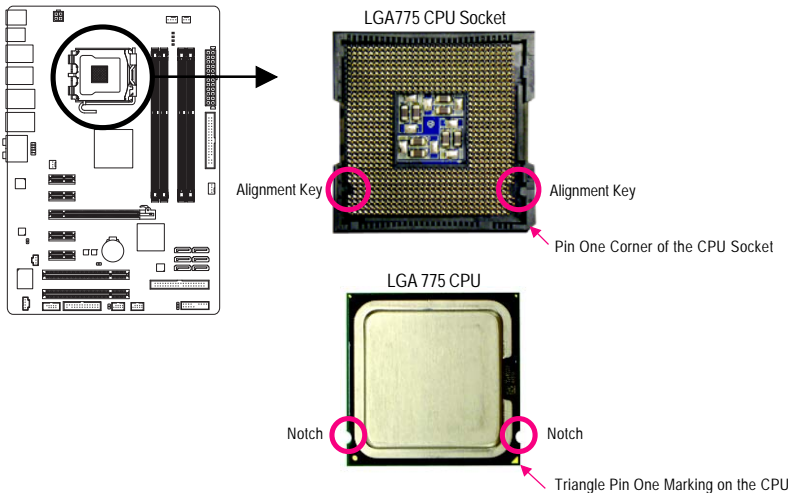 LGA775 CPU Socket
Alignment Key
Alignment Key
Pin One Corner of the CPU Socket
LGA 775 CPU
Notch
Notch
Triangle Pin One Marking on the CPU